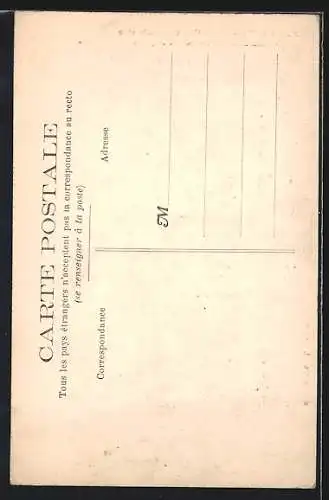 CARTE POSTALE
Tous les pays étrangers n'acceptent pas la correspondance au recto
(se renseigner à la poste)
Correspondance
Adresse
M